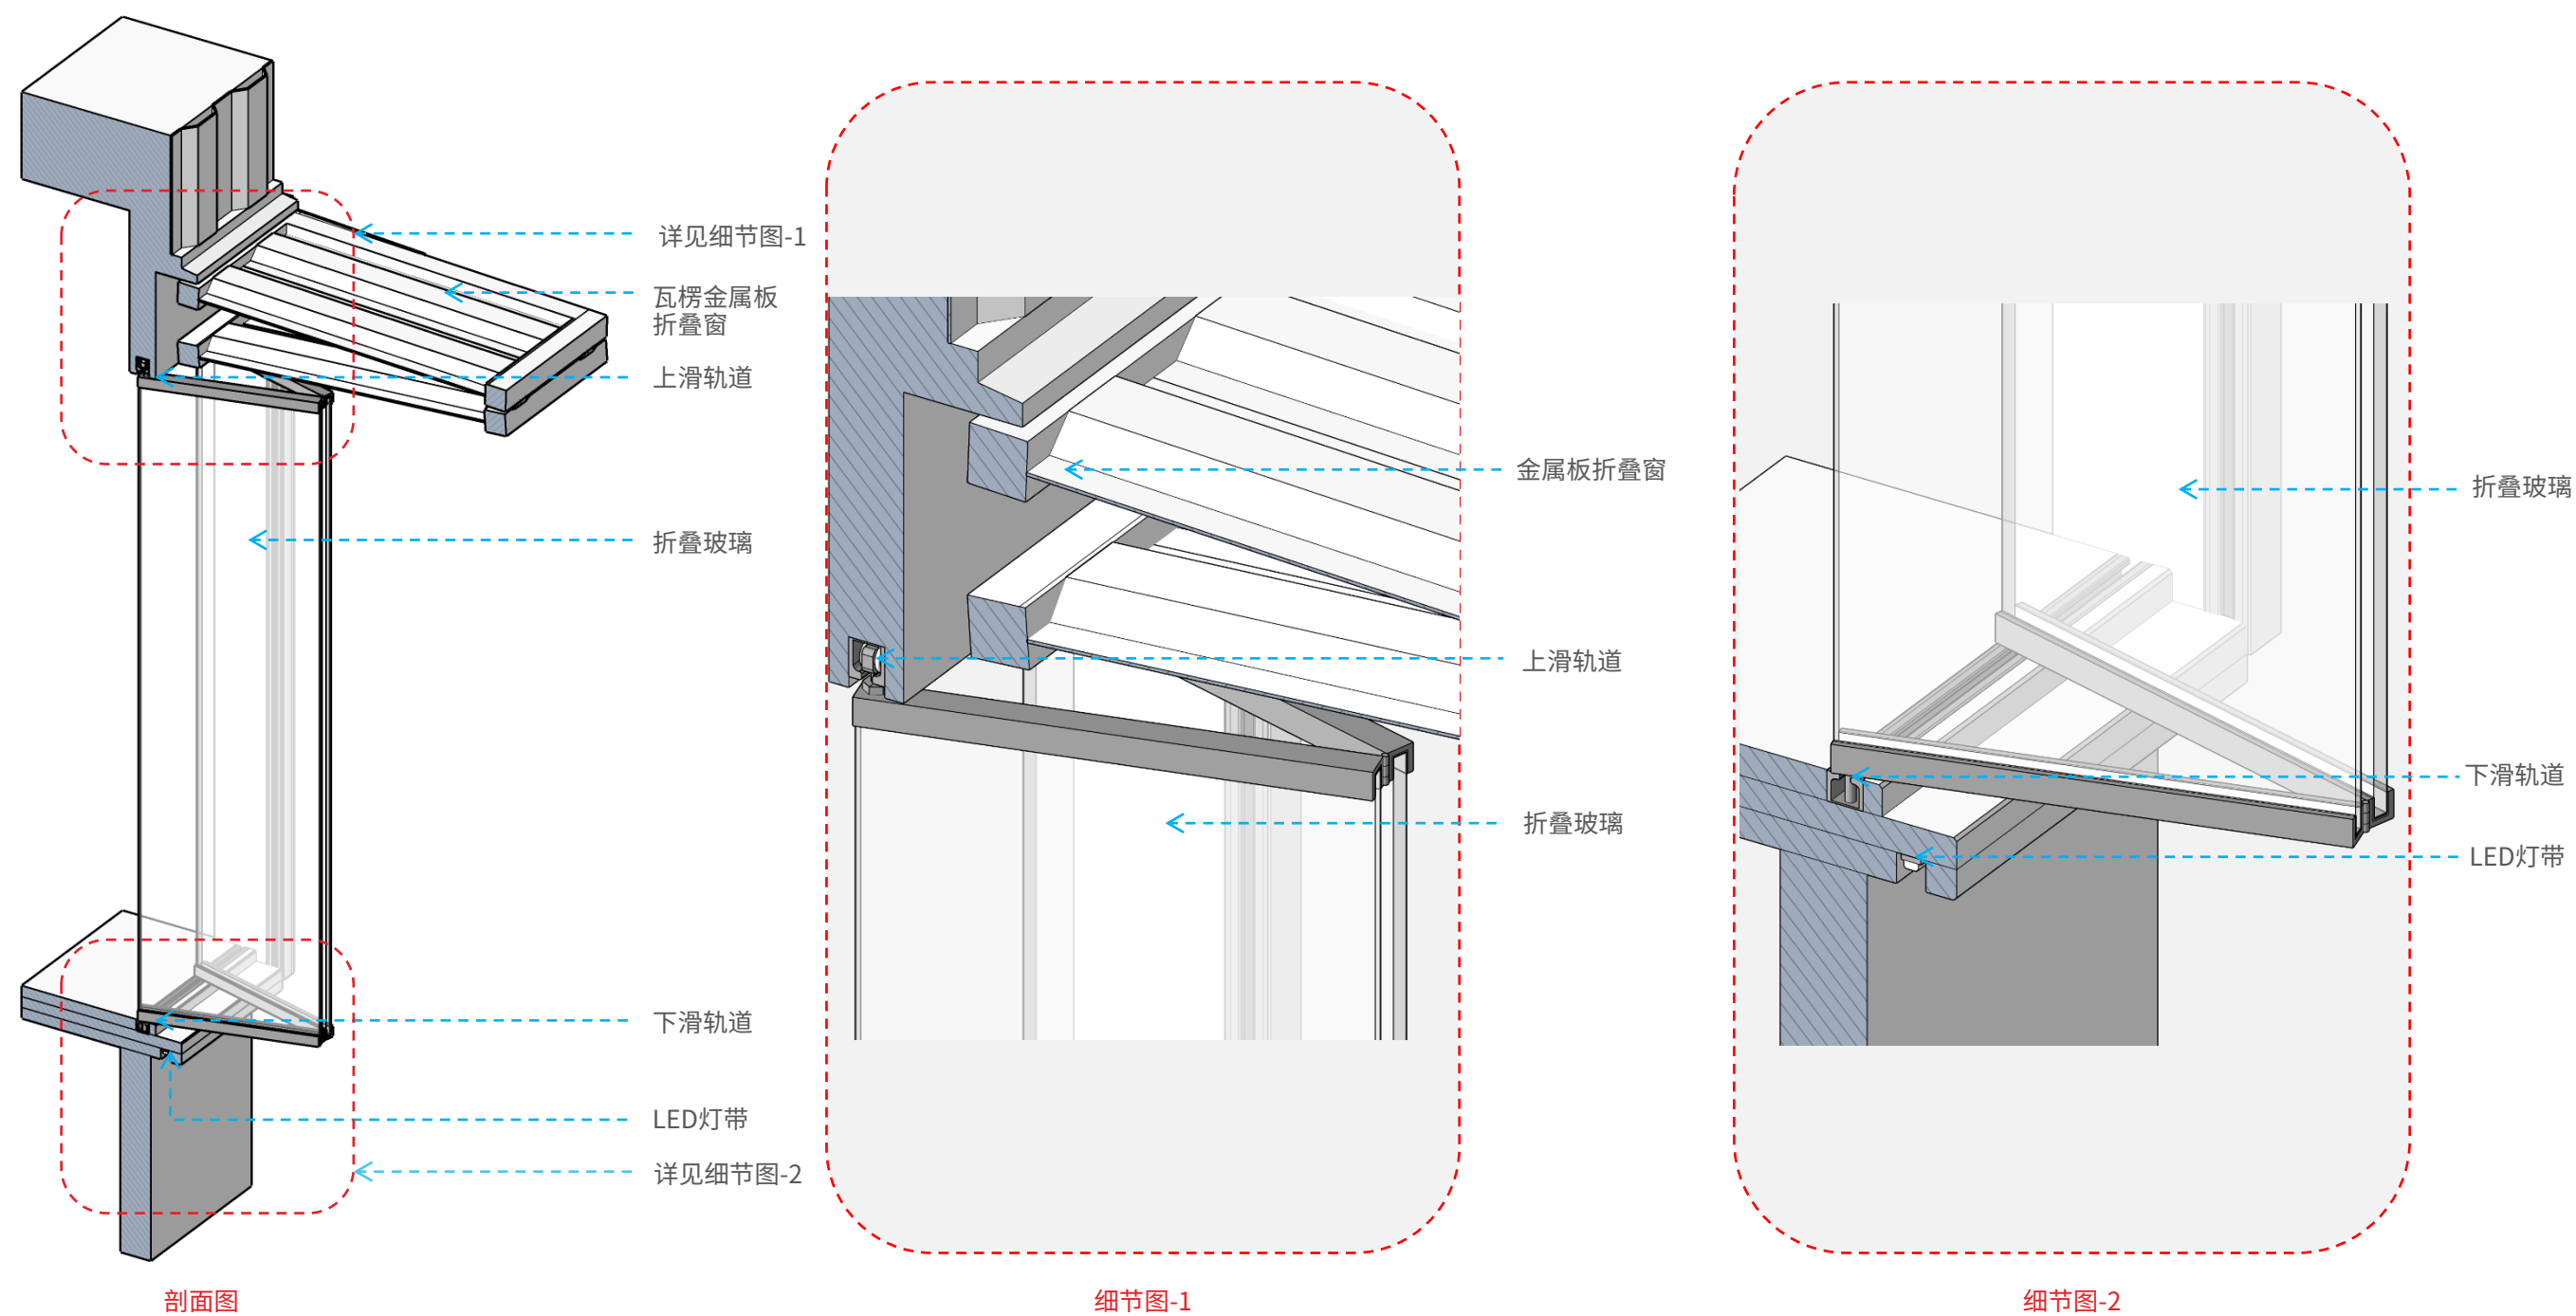 详见细节图-1
瓦楞金属板
折叠窗
上滑轨道
折叠玻璃
下滑轨道
LED灯带
详见细节图-2
剖面图
金属板折叠窗
上滑轨道
折叠玻璃
细节图-1
折叠玻璃
下滑轨道
LED灯带
细节图-2